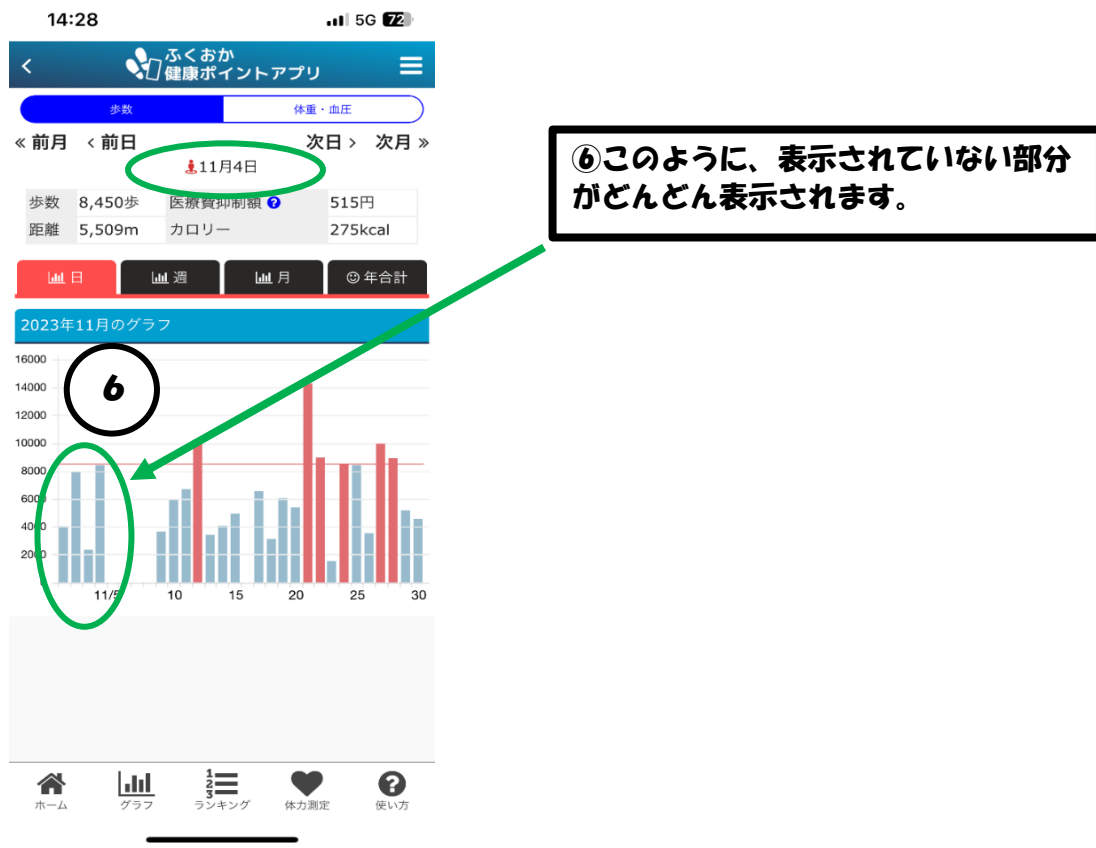 14:28
5G 72
ふくおか
健康ポイントアプリ
歩数 体重・血圧
≪ 前月 < 前日 次日 > 次月 ≫
11月4日
歩数 8,450歩 医療費抑制額 ? 515円
距離 5,509m カロリー 275kcal
日 週 月 年合計
2023年11月のグラフ
16000
14000
12000
10000
8000
6000
4000
2000
0
11/5 10 15 20 25 30
6
⑥このように、表示されていない部分
がどんどん表示されます。
ホーム グラフ ランキング 体力測定 使い方